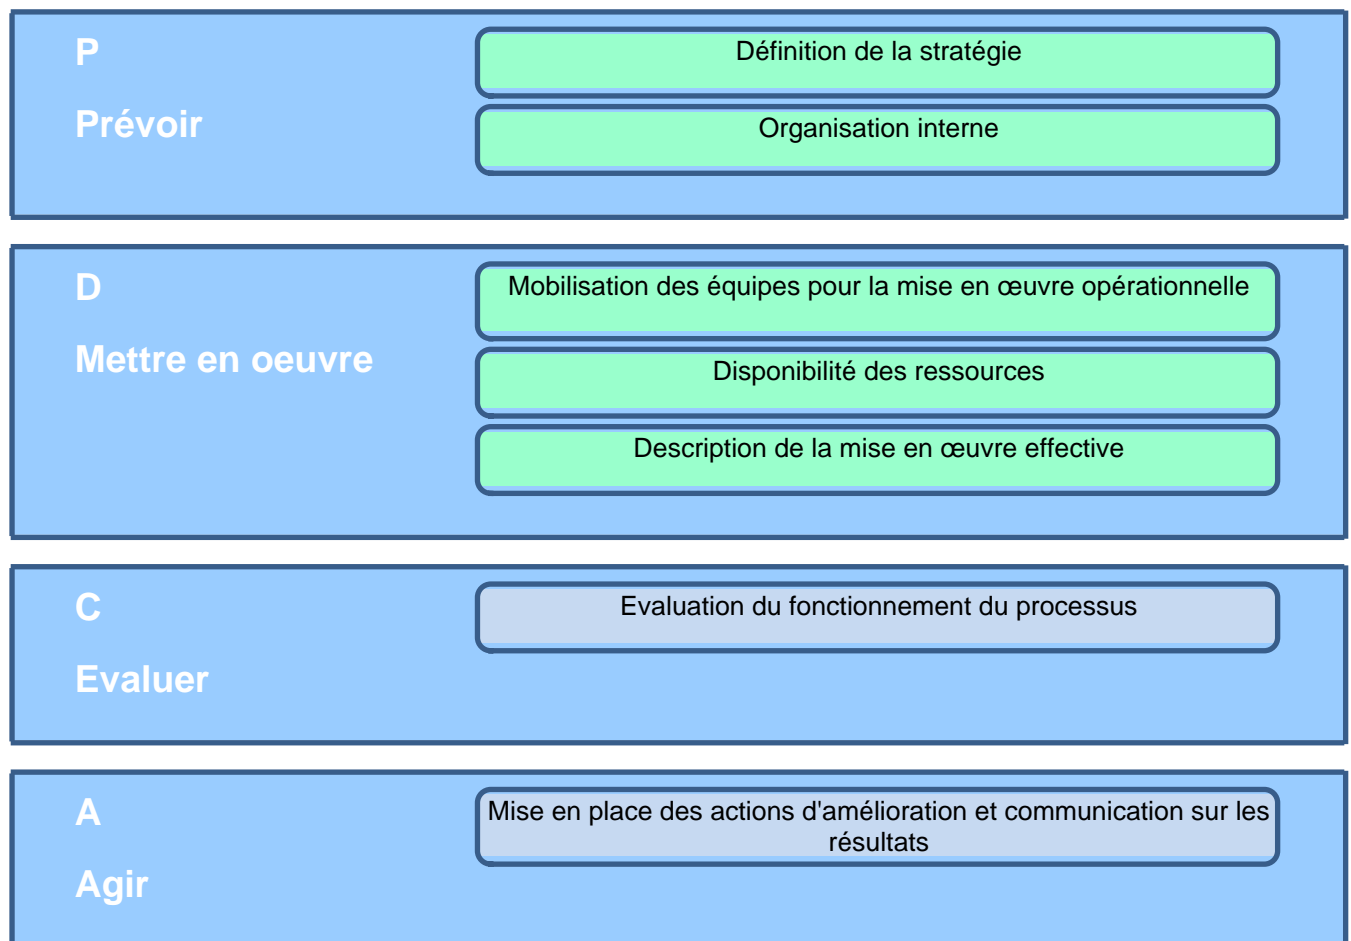 P
Prévoir
Définition de la stratégie
Organisation interne
D
Mettre en oeuvre
Mobilisation des équipes pour la mise en œuvre opérationnelle
Disponibilité des ressources
Description de la mise en œuvre effective
C
Evaluer
Evaluation du fonctionnement du processus
A
Agir
Mise en place des actions d'amélioration et communication sur les
résultats